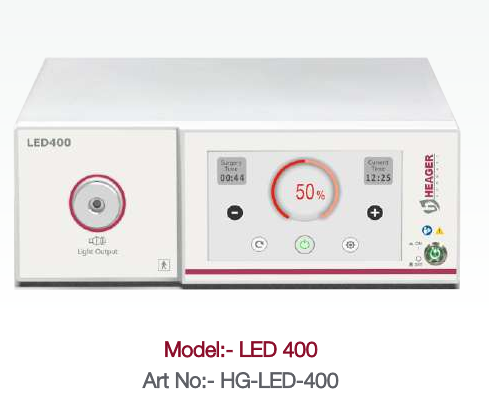 LED400
Light Output
Surgery
Time
00:44
50%
Current
Time
12:25
HEAGER
ON
Model:- LED 400
Art No:- HG-LED-400